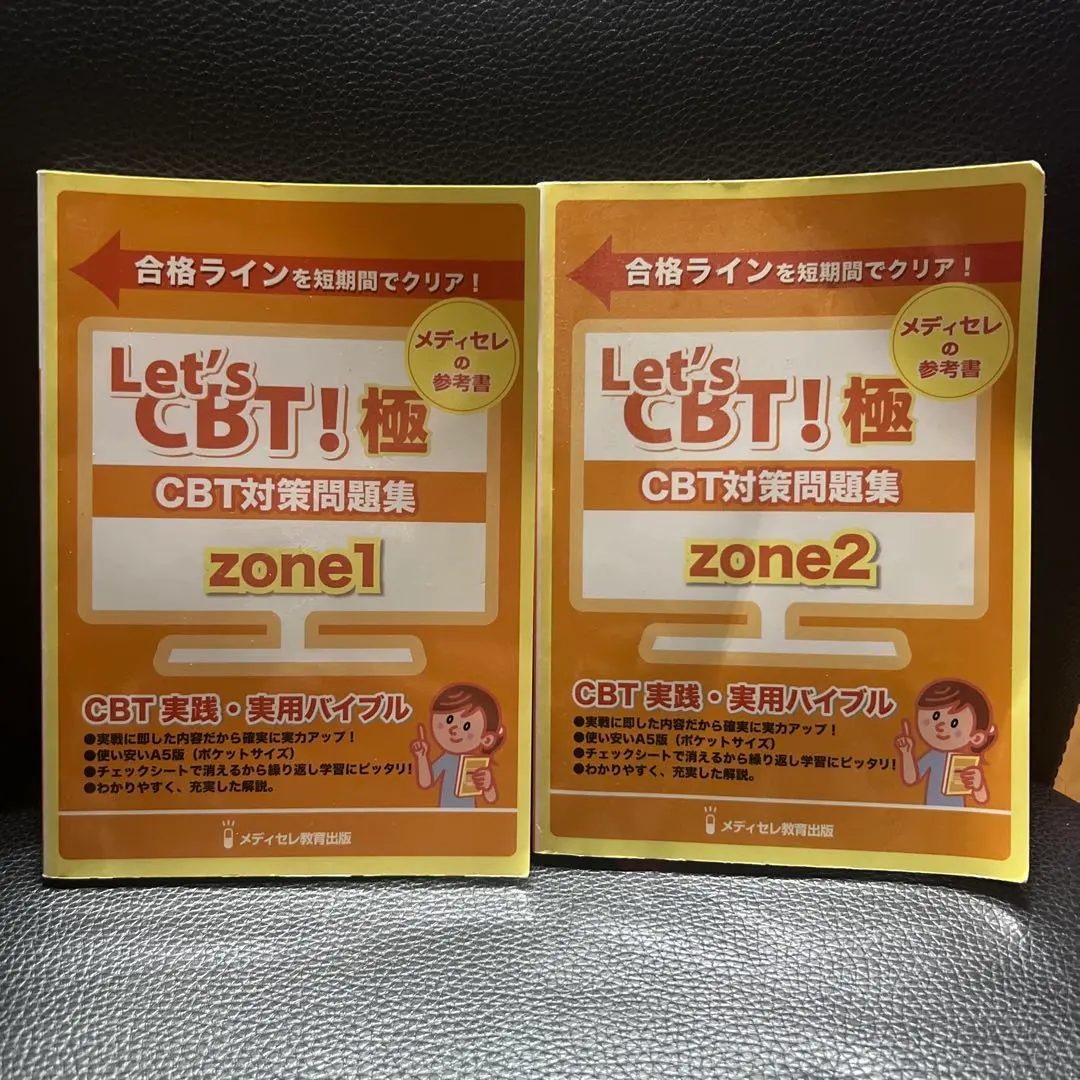 合格ラインを短期間でクリア！
メディセレ
の
参考書
Let's
CBT！極
CBT対策問題集
zone1
CBT 実践・実用バイブル
●実戦に即した内容だから確実に実力アップ！
●使い安いA5版（ポケットサイズ）
●チェックシートで消えるから繰り返し学習にピッタリ！
●わかりやすく、充実した解説。
メディセレ教育出版
合格ラインを短期間でクリア！
メディセレ
の
参考書
Let's
CBT！極
CBT対策問題集
zone2
CBT 実践・実用バイブル
●実戦に即した内容だから確実に実力アップ！
●使い安いA5版（ポケットサイズ）
●チェックシートで消えるから繰り返し学習にピッタリ！
●わかりやすく、充実した解説。
メディセレ教育出版